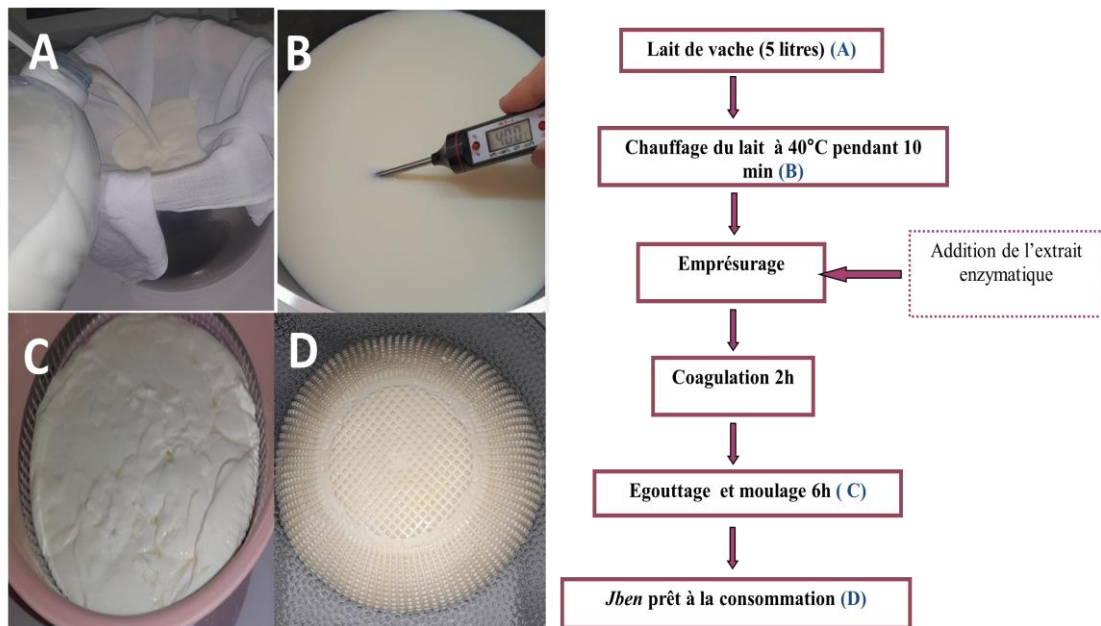 A
B
C
D
Lait de vache (5 litres) (A)
Chauffage du lait à 40°C pendant 10
min (B)
Emprésurage
Addition de l’extrait
enzymatique
Coagulation 2h
Egouttage et moulage 6h ( C)
Jben prêt à la consommation (D)